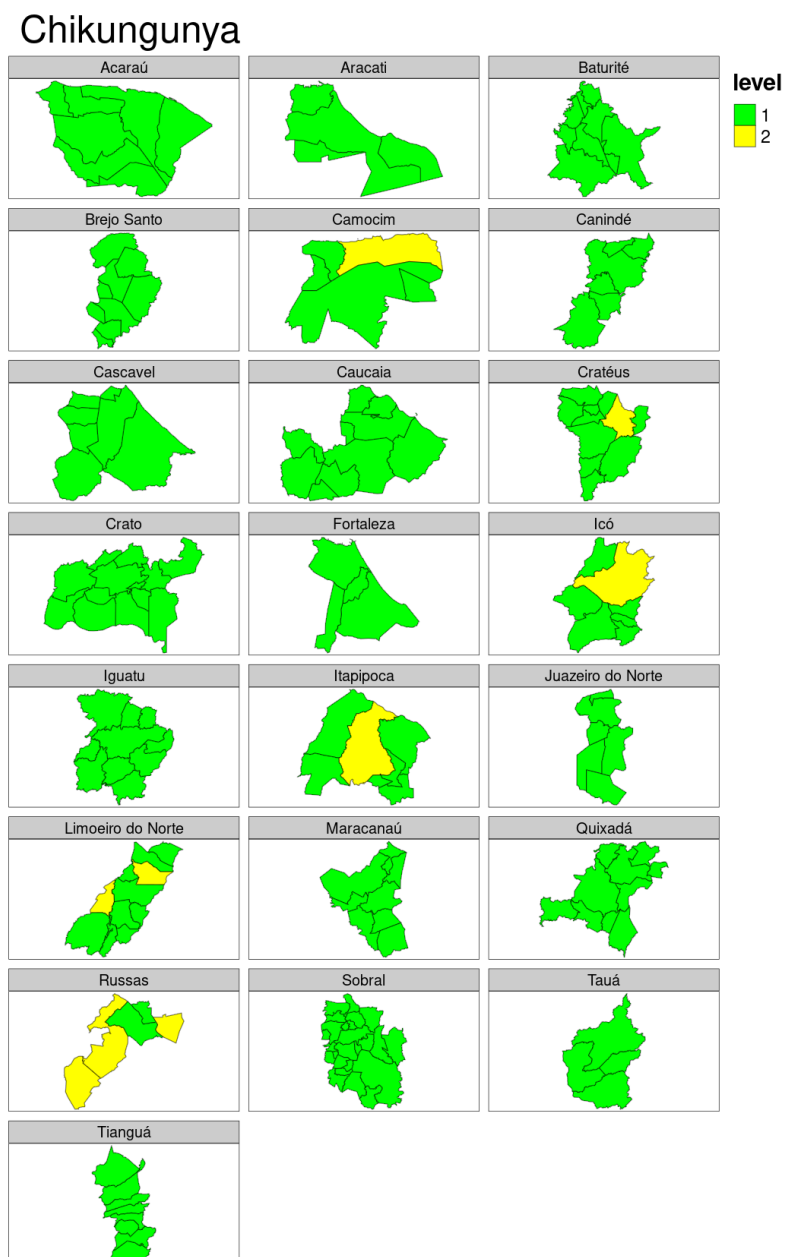 Chikungunya
Acaraú
Aracati
Baturité
level
1
2
Brejo Santo
Camocim
Canindé
Cascavel
Caucaia
Cratéus
Crato
Fortaleza
Icó
Iguatu
Itapipoca
Juazeiro do Norte
Limoeiro do Norte
Maracanaú
Quixadá
Russas
Sobral
Tauá
Tianguá